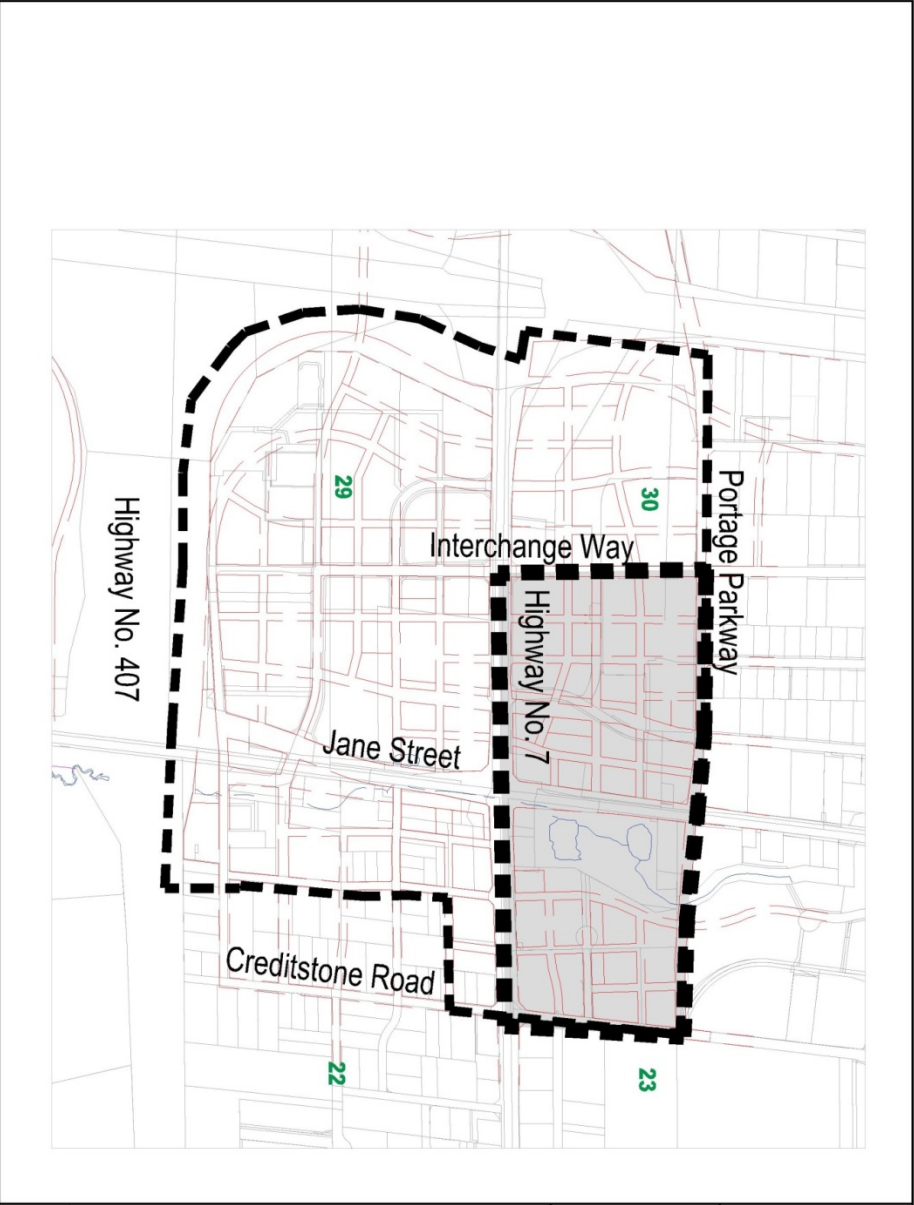 Portage Parkway
30
29
Interchange Way
Highway No. 7
Highway No. 407
Jane Street
Creditstone Road
23
22